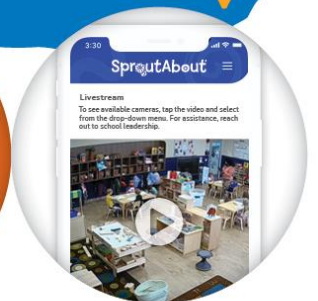 3:30
SproutAbout
Livestream
To see available cameras, tap the video and select
from the drop-down menu. For assistance, reach
out to school leadership.